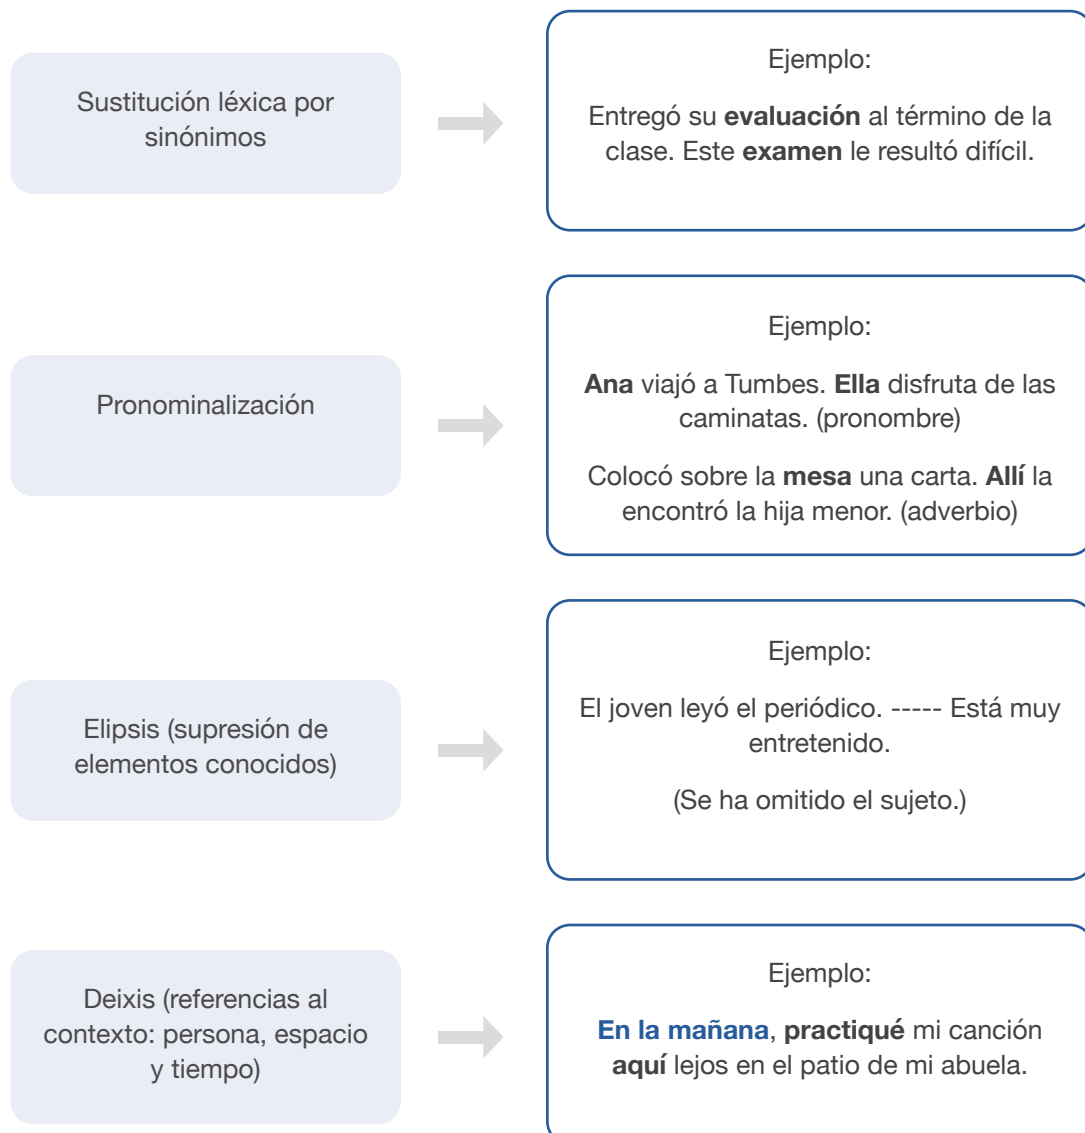 Sustitución léxica por
sinónimos
Ejemplo:
Entregó su evaluación al término de la
clase. Este examen le resultó difícil.
Pronominalización
Ejemplo:
Ana viajó a Tumbes. Ella disfruta de las
caminatas. (pronombre)
Colocó sobre la mesa una carta. Allí la
encontró la hija menor. (adverbio)
Elipsis (supresión de
elementos conocidos)
Ejemplo:
El joven leyó el periódico. ----- Está muy
entretenido.
(Se ha omitido el sujeto.)
Deixis (referencias al
contexto: persona, espacio
y tiempo)
Ejemplo:
En la mañana, practiqué mi canción
aquí lejos en el patio de mi abuela.